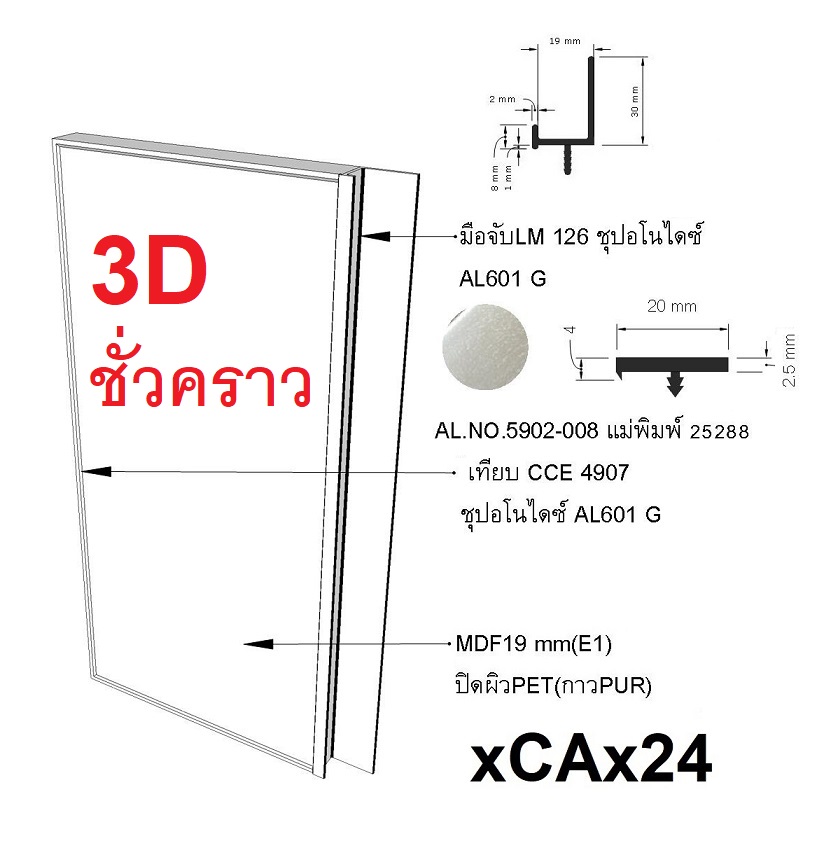 19 mm
2 mm
30 mm
8 mm
1 mm
3D
ชั่วคราว
มือจับLM 126 ชุปอโนไดซ์
AL601 G
20 mm
4
2.5 mm
AL.NO.5902-008 แม่พิมพ์ 25288
เทียบ CCE 4907
ชุปอโนไดซ์ AL601 G
MDF19 mm(E1)
ปิดผิวPET(กาวPUR)
xCAx24